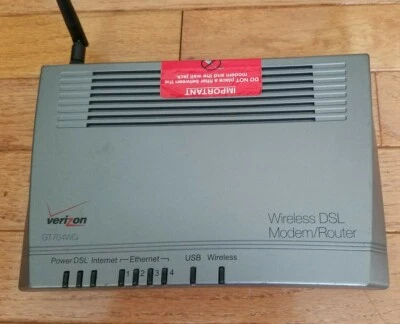 DO NOT place a filter between the
modem and the wall jack.
IMPORTANT
verizon
GT704WG
Wireless DSL
Modem/Router
Power DSL Internet Ethernet USB Wireless
1 2 3 4